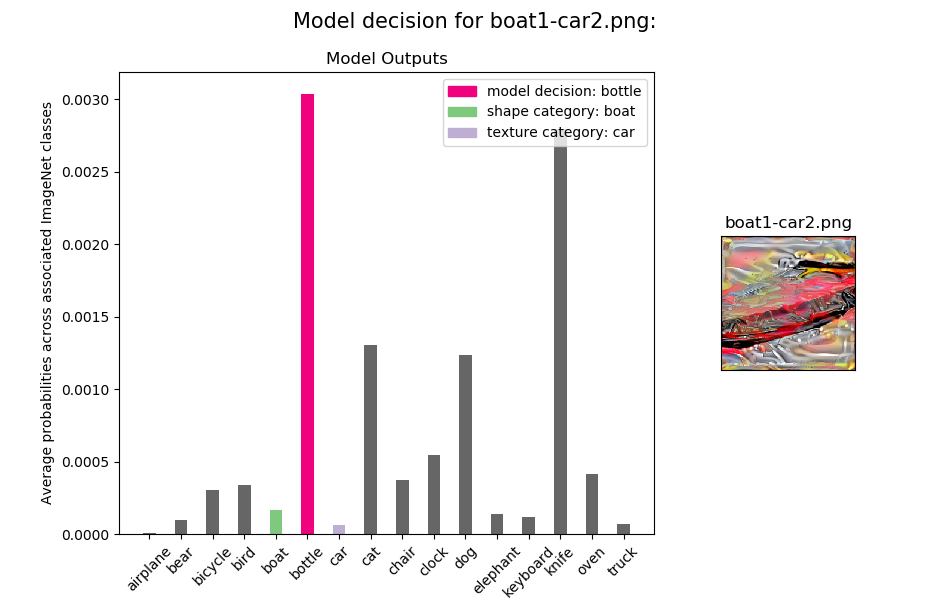 Model decision for boat1-car2.png:
Model Outputs
Average probabilities across associated ImageNet classes
0.0030
0.0025
0.0020
0.0015
0.0010
0.0005
0.0000
model decision: bottle
shape category: boat
texture category: car
airplane
bear
bicycle
bird
boat
bottle
car
cat
chair
clock
dog
elephant
keyboard
knife
oven
truck
boat1-car2.png